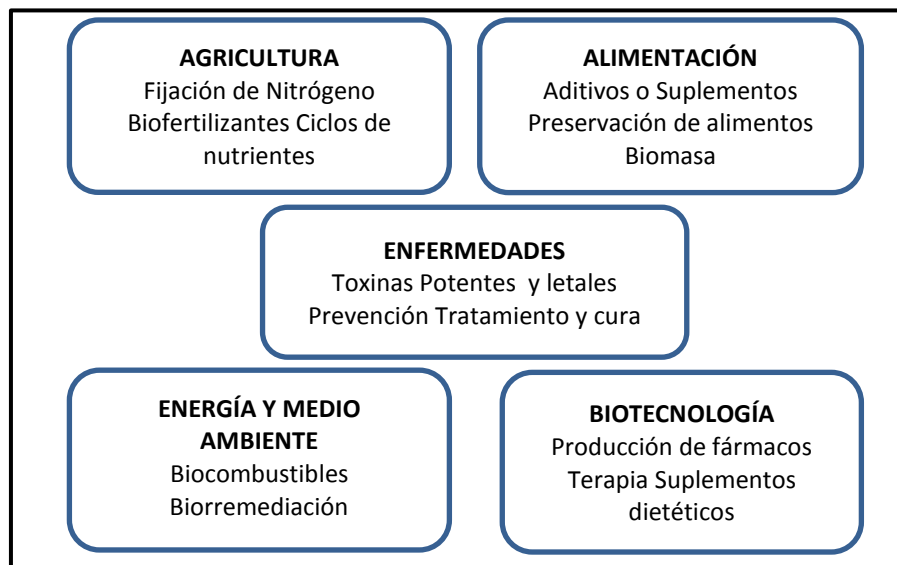 AGRICULTURA
Fijación de Nitrógeno
Biofertilizantes Ciclos de
nutrientes
ALIMENTACIÓN
Aditivos o Suplementos
Preservación de alimentos
Biomasa
ENFERMEDADES
Toxinas Potentes  y letales
Prevención Tratamiento y cura
ENERGÍA Y MEDIO
AMBIENTE
Biocombustibles
Biorremediación
BIOTECNOLOGÍA
Producción de fármacos
Terapia Suplementos
dietéticos